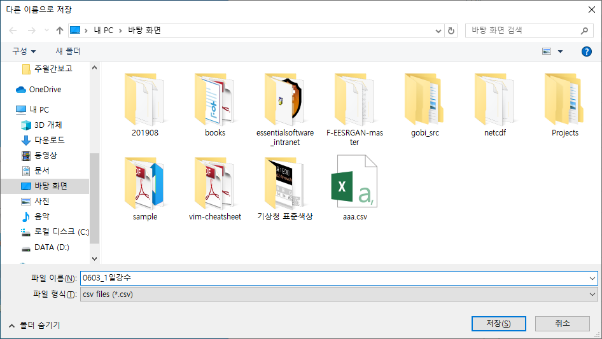 다른 이름으로 저장
내 PC > 바탕 화면
바탕 화면 검색
구성 새 폴더
주월간보고
OneDrive
내 PC
3D 개체
다운로드
동영상
문서
바탕 화면
사진
음악
로컬 디스크 (C:)
DATA (D:)
201908
books
essentialsoftware
_intranet
F-EESRGAN-mas
ter
gobi_src
netcdf
Projects
sample
vim-cheatsheet
기상청 표준색상
aaa.csv
파일 이름(N): 0603_1일강수
파일 형식(T): csv files (*.csv)
폴더 숨기기
저장(S) 취소